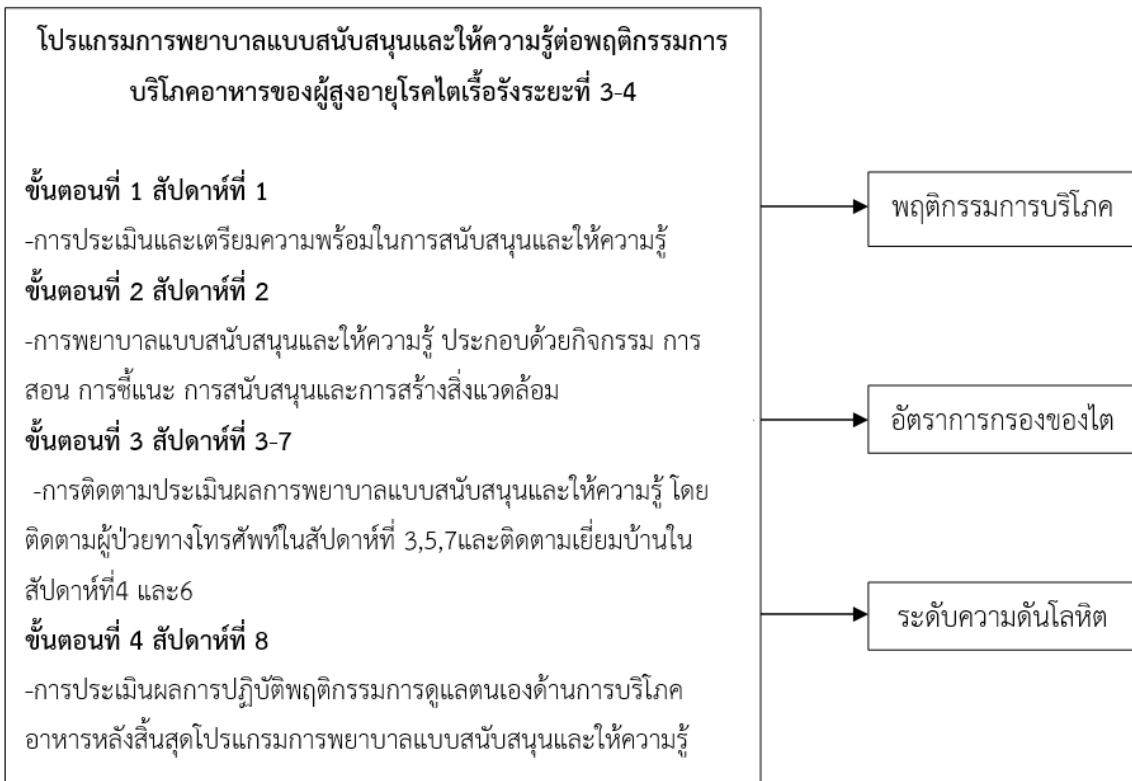 โปรแกรมการพยาบาลแบบสนับสนุนและให้ความรู้ต่อพฤติกรรมการ
บริโภคอาหารของผู้สูงอายุโรคไตเรื้อรังระยะที่ 3-4
ขั้นตอนที่ 1 สัปดาห์ที่ 1
-การประเมินและเตรียมความพร้อมในการสนับสนุนและให้ความรู้
ขั้นตอนที่ 2 สัปดาห์ที่ 2
-การพยาบาลแบบสนับสนุนและให้ความรู้ ประกอบด้วยกิจกรรม การ
สอน การชี้แนะ การสนับสนุนและการสร้างสิ่งแวดล้อม
ขั้นตอนที่ 3 สัปดาห์ที่ 3-7
-การติดตามประเมินผลการพยาบาลแบบสนับสนุนและให้ความรู้ โดย
ติดตามผู้ป่วยทางโทรศัพท์ในสัปดาห์ที่ 3,5,7และติดตามเยี่ยมบ้านใน
สัปดาห์ที่4 และ6
ขั้นตอนที่ 4 สัปดาห์ที่ 8
-การประเมินผลการปฏิบัติพฤติกรรมการดูแลตนเองด้านการบริโภค
อาหารหลังสิ้นสุดโปรแกรมการพยาบาลแบบสนับสนุนและให้ความรู้
พฤติกรรมการบริโภค
อัตราการกรองของไต
ระดับความดันโลหิต